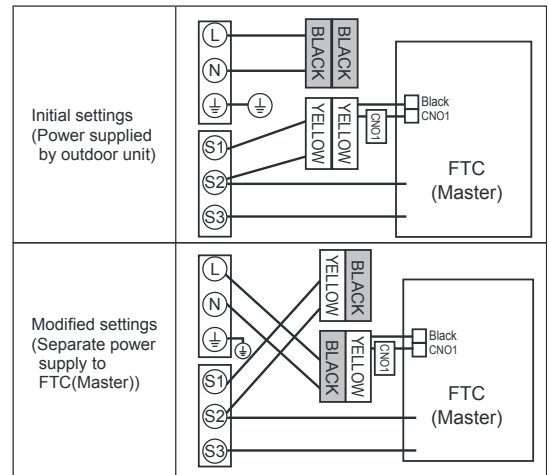 Initial settings
(Power supplied
by outdoor unit)
L
N
S1
S2
S3
BLACK
BLACK
YELLOW
YELLOW
CNO1
Black
CNO1
FTC
(Master)
Modified settings
(Separate power
supply to
FTC(Master))
L
N
S1
S2
S3
YELLOW
BLACK
BLACK
YELLOW
CNO1
Black
CNO1
FTC
(Master)